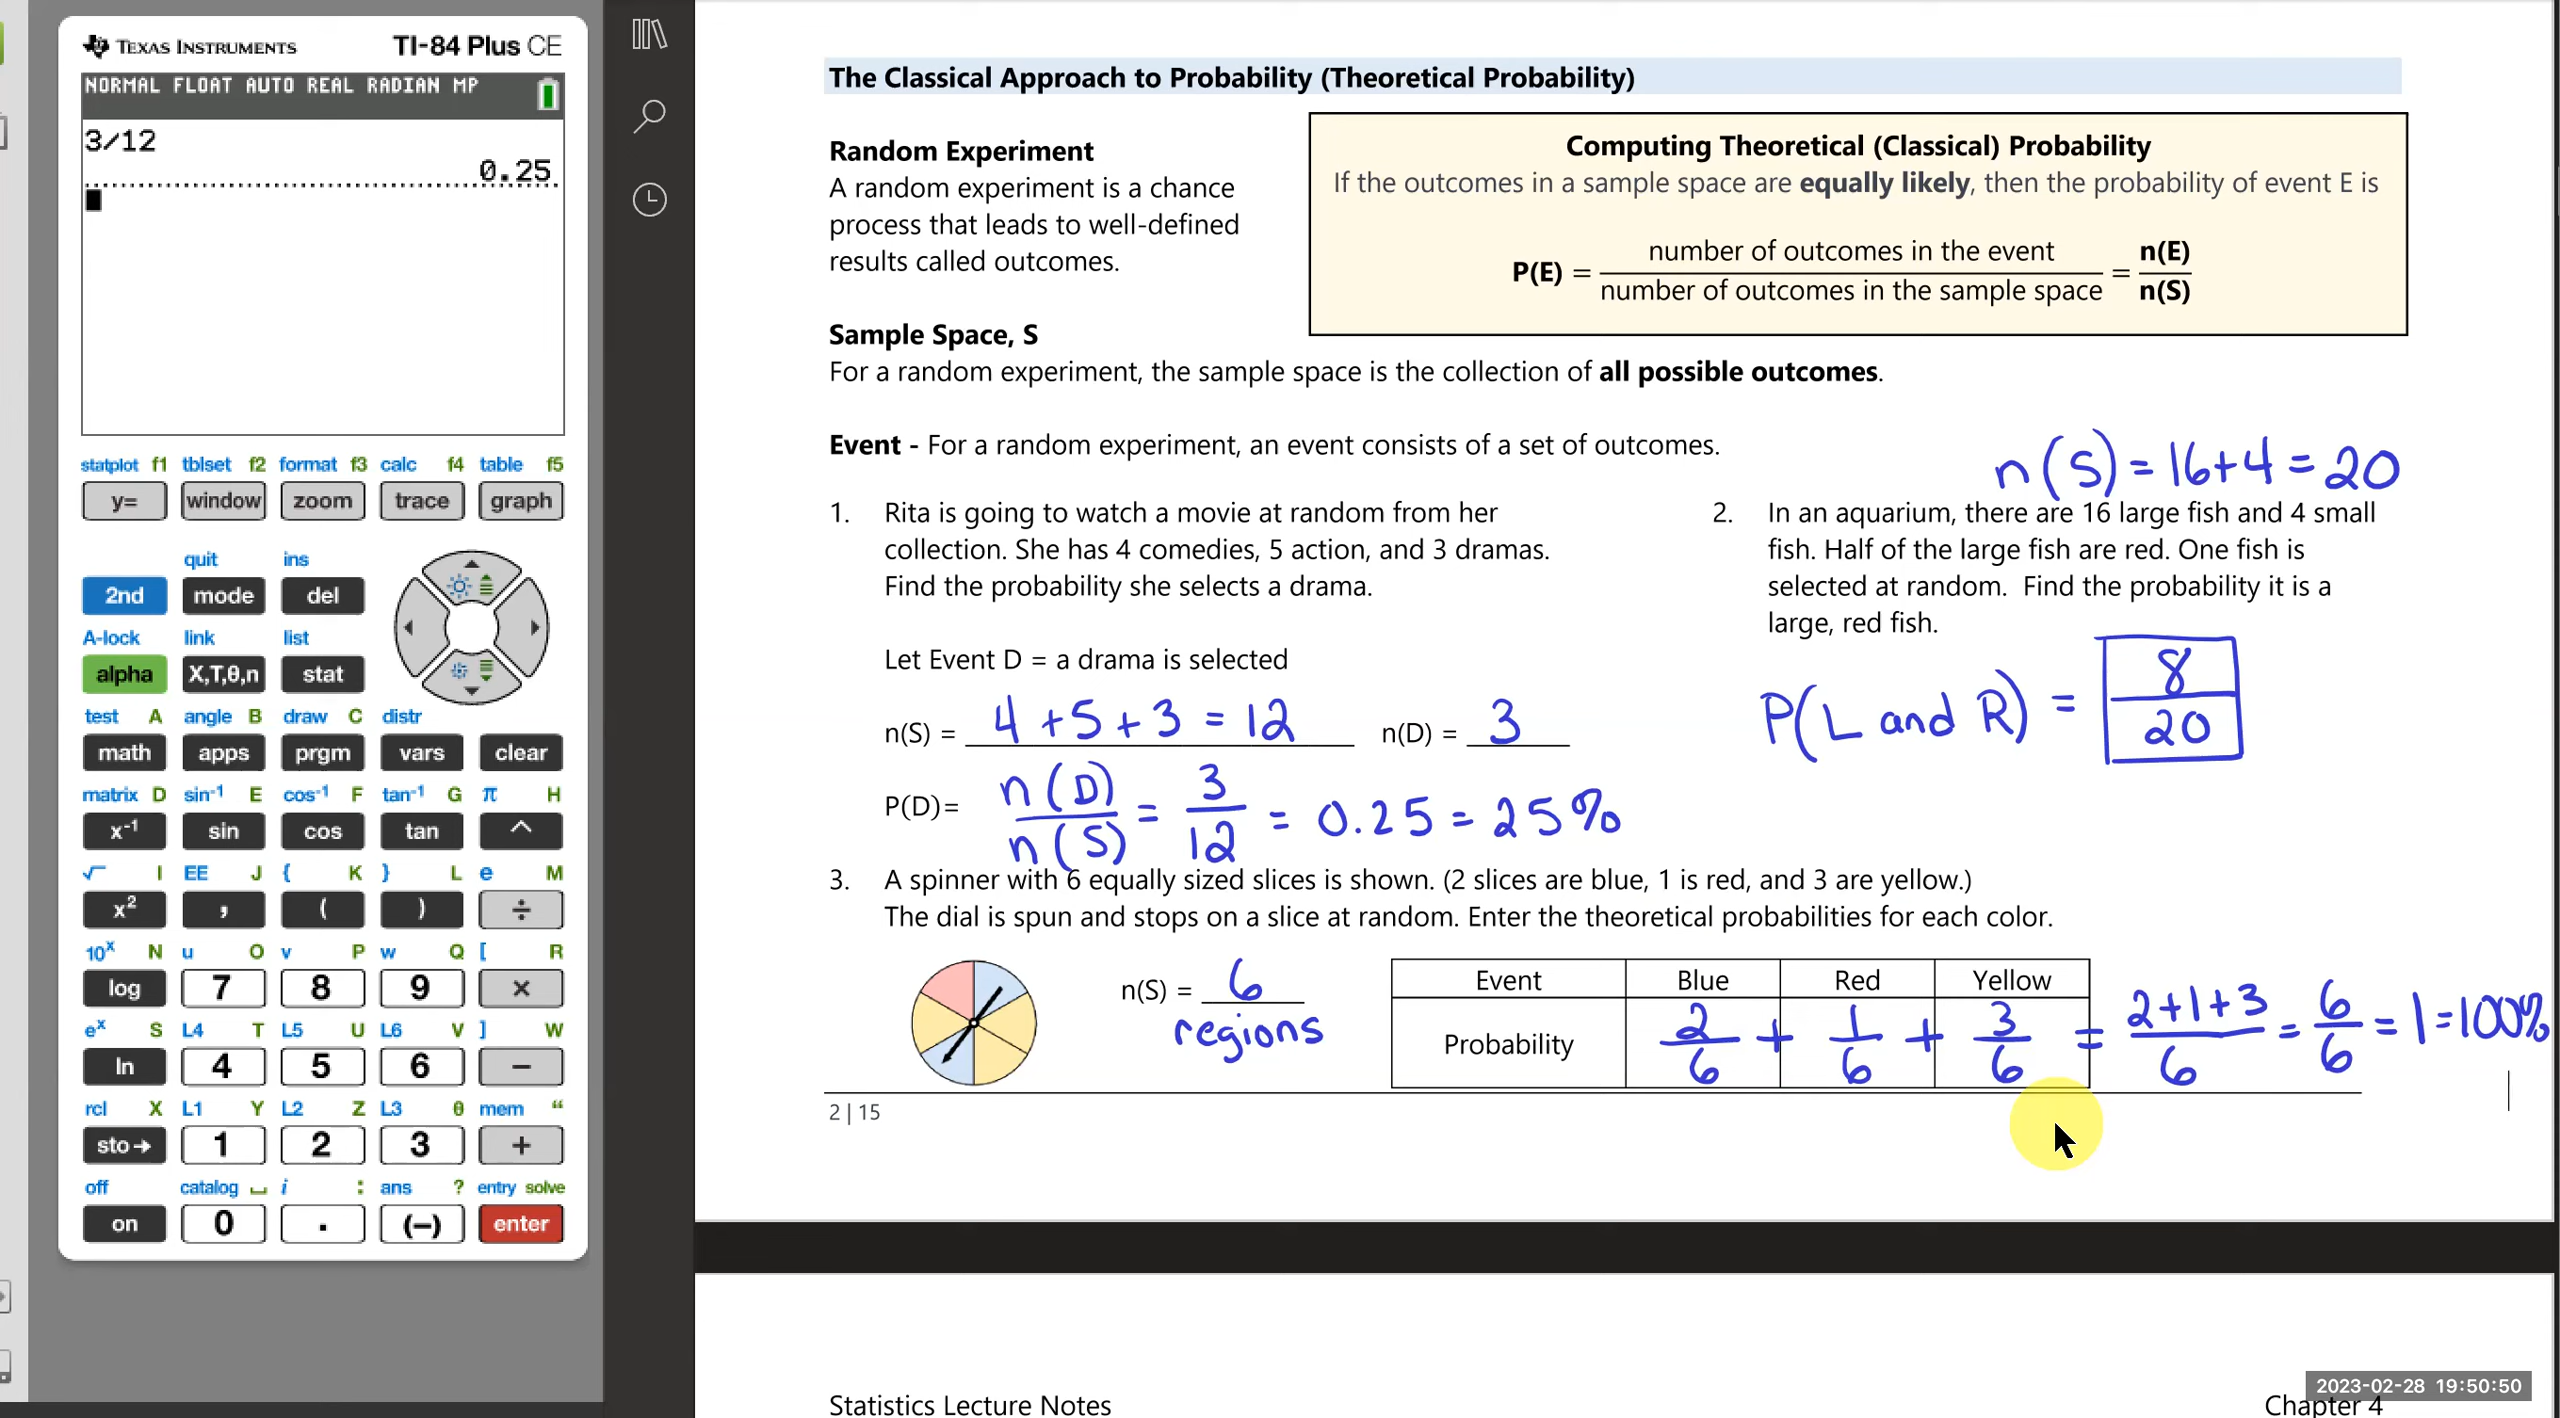 TEXAS INSTRUMENTS TI-84 Plus CE
NORMAL FLOAT AUTO REAL RADIAN MP
3/12
0.25
statplot f1 tblset f2 format f3 calc f4 table f5
y= window zoom trace graph
quit ins
2nd mode del
A-lock link list
alpha X,T,θ,n stat
test A angle B draw C distr
math apps prgm vars clear
matrix D sin⁻¹ E cos⁻¹ F tan⁻¹ G π H
x⁻¹ sin cos tan ^
√ I EE J { K } L e M
x² , ( ) ÷
10ˣ N u O v P w Q [ R
log 7 8 9 ×
eˣ S L4 T L5 U L6 V ] W
ln 4 5 6 −
rcl X L1 Y L2 Z L3 θ mem "
sto→ 1 2 3 +
off catalog ⎵ i : ans ? entry solve
on 0 . (−) enter
The Classical Approach to Probability (Theoretical Probability)
Random Experiment
A random experiment is a chance
process that leads to well-defined
results called outcomes.
Computing Theoretical (Classical) Probability
If the outcomes in a sample space are equally likely, then the probability of event E is
P(E) = number of outcomes in the event / number of outcomes in the sample space = n(E) / n(S)
Sample Space, S
For a random experiment, the sample space is the collection of all possible outcomes.
Event - For a random experiment, an event consists of a set of outcomes.
1. Rita is going to watch a movie at random from her
collection. She has 4 comedies, 5 action, and 3 dramas.
Find the probability she selects a drama.
Let Event D = a drama is selected
n(S) = 4 + 5 + 3 = 12 n(D) = 3
P(D)= n(D) / n(S) = 3 / 12 = 0.25 = 25%
n(S) = 16+4 = 20
2. In an aquarium, there are 16 large fish and 4 small
fish. Half of the large fish are red. One fish is
selected at random. Find the probability it is a
large, red fish.
P(L and R) = 8 / 20
3. A spinner with 6 equally sized slices is shown. (2 slices are blue, 1 is red, and 3 are yellow.)
The dial is spun and stops on a slice at random. Enter the theoretical probabilities for each color.
n(S) = 6
regions
Event Blue Red Yellow
Probability 2/6 + 1/6 + 3/6 = 2+1+3 / 6 = 6/6 = 1 = 100%
2 | 15
Statistics Lecture Notes
Chapter 4
2023-02-28 19:50:50